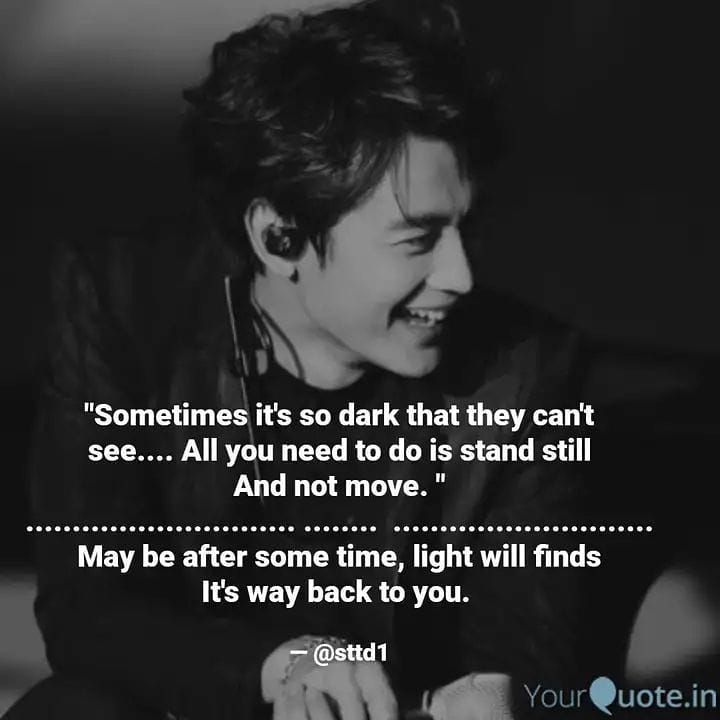 "Sometimes it's so dark that they can't
see.... All you need to do is stand still
And not move. "
............................. ........ ............................
May be after some time, light will finds
It's way back to you.
— @sttd1
YourQuote.in